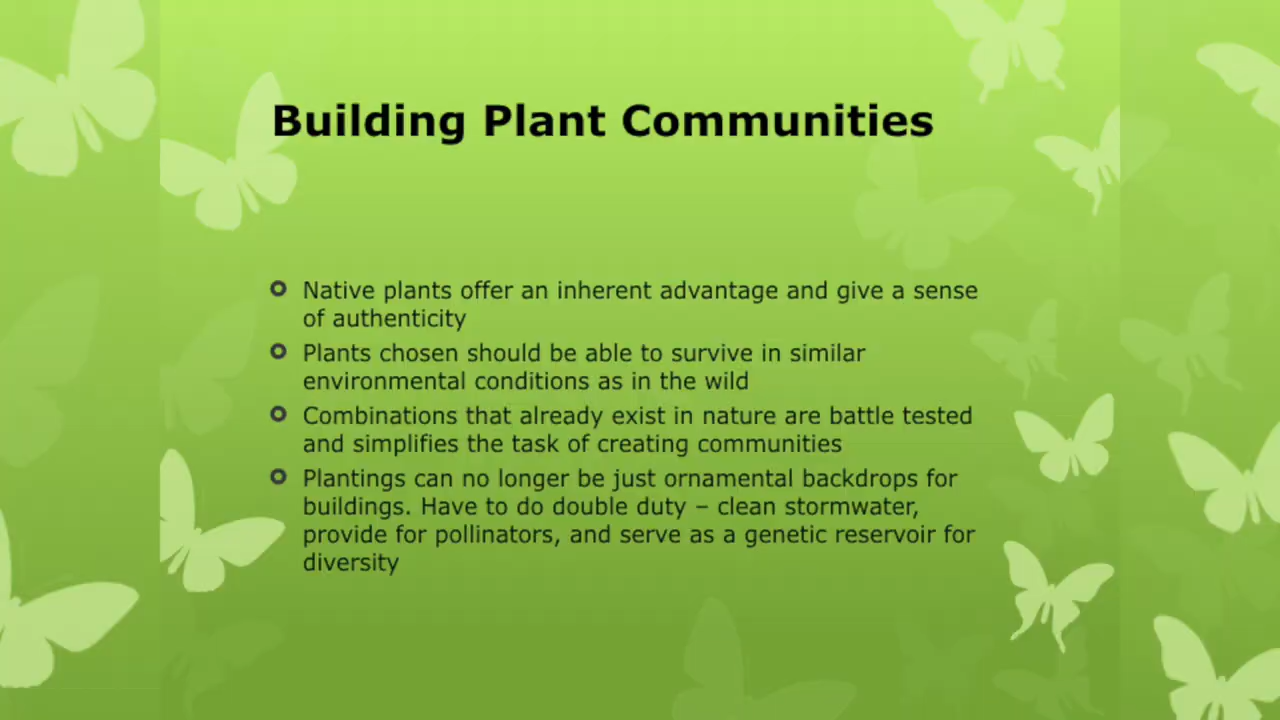 Building Plant Communities
Native plants offer an inherent advantage and give a sense
of authenticity
Plants chosen should be able to survive in similar
environmental conditions as in the wild
Combinations that already exist in nature are battle tested
and simplifies the task of creating communities
Plantings can no longer be just ornamental backdrops for
buildings. Have to do double duty – clean stormwater,
provide for pollinators, and serve as a genetic reservoir for
diversity